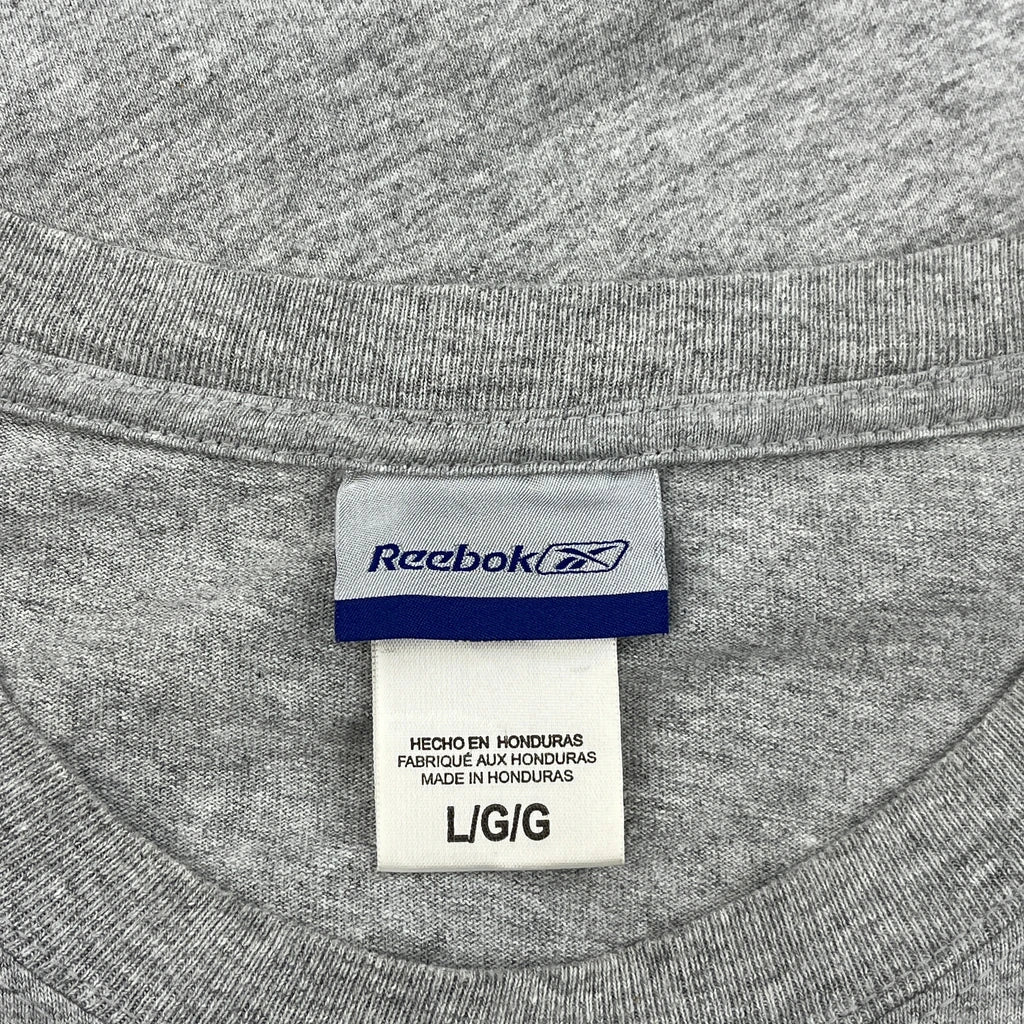 Reebok
HECHO EN HONDURAS
FABRIQUÉ AUX HONDURAS
MADE IN HONDURAS
L/G/G